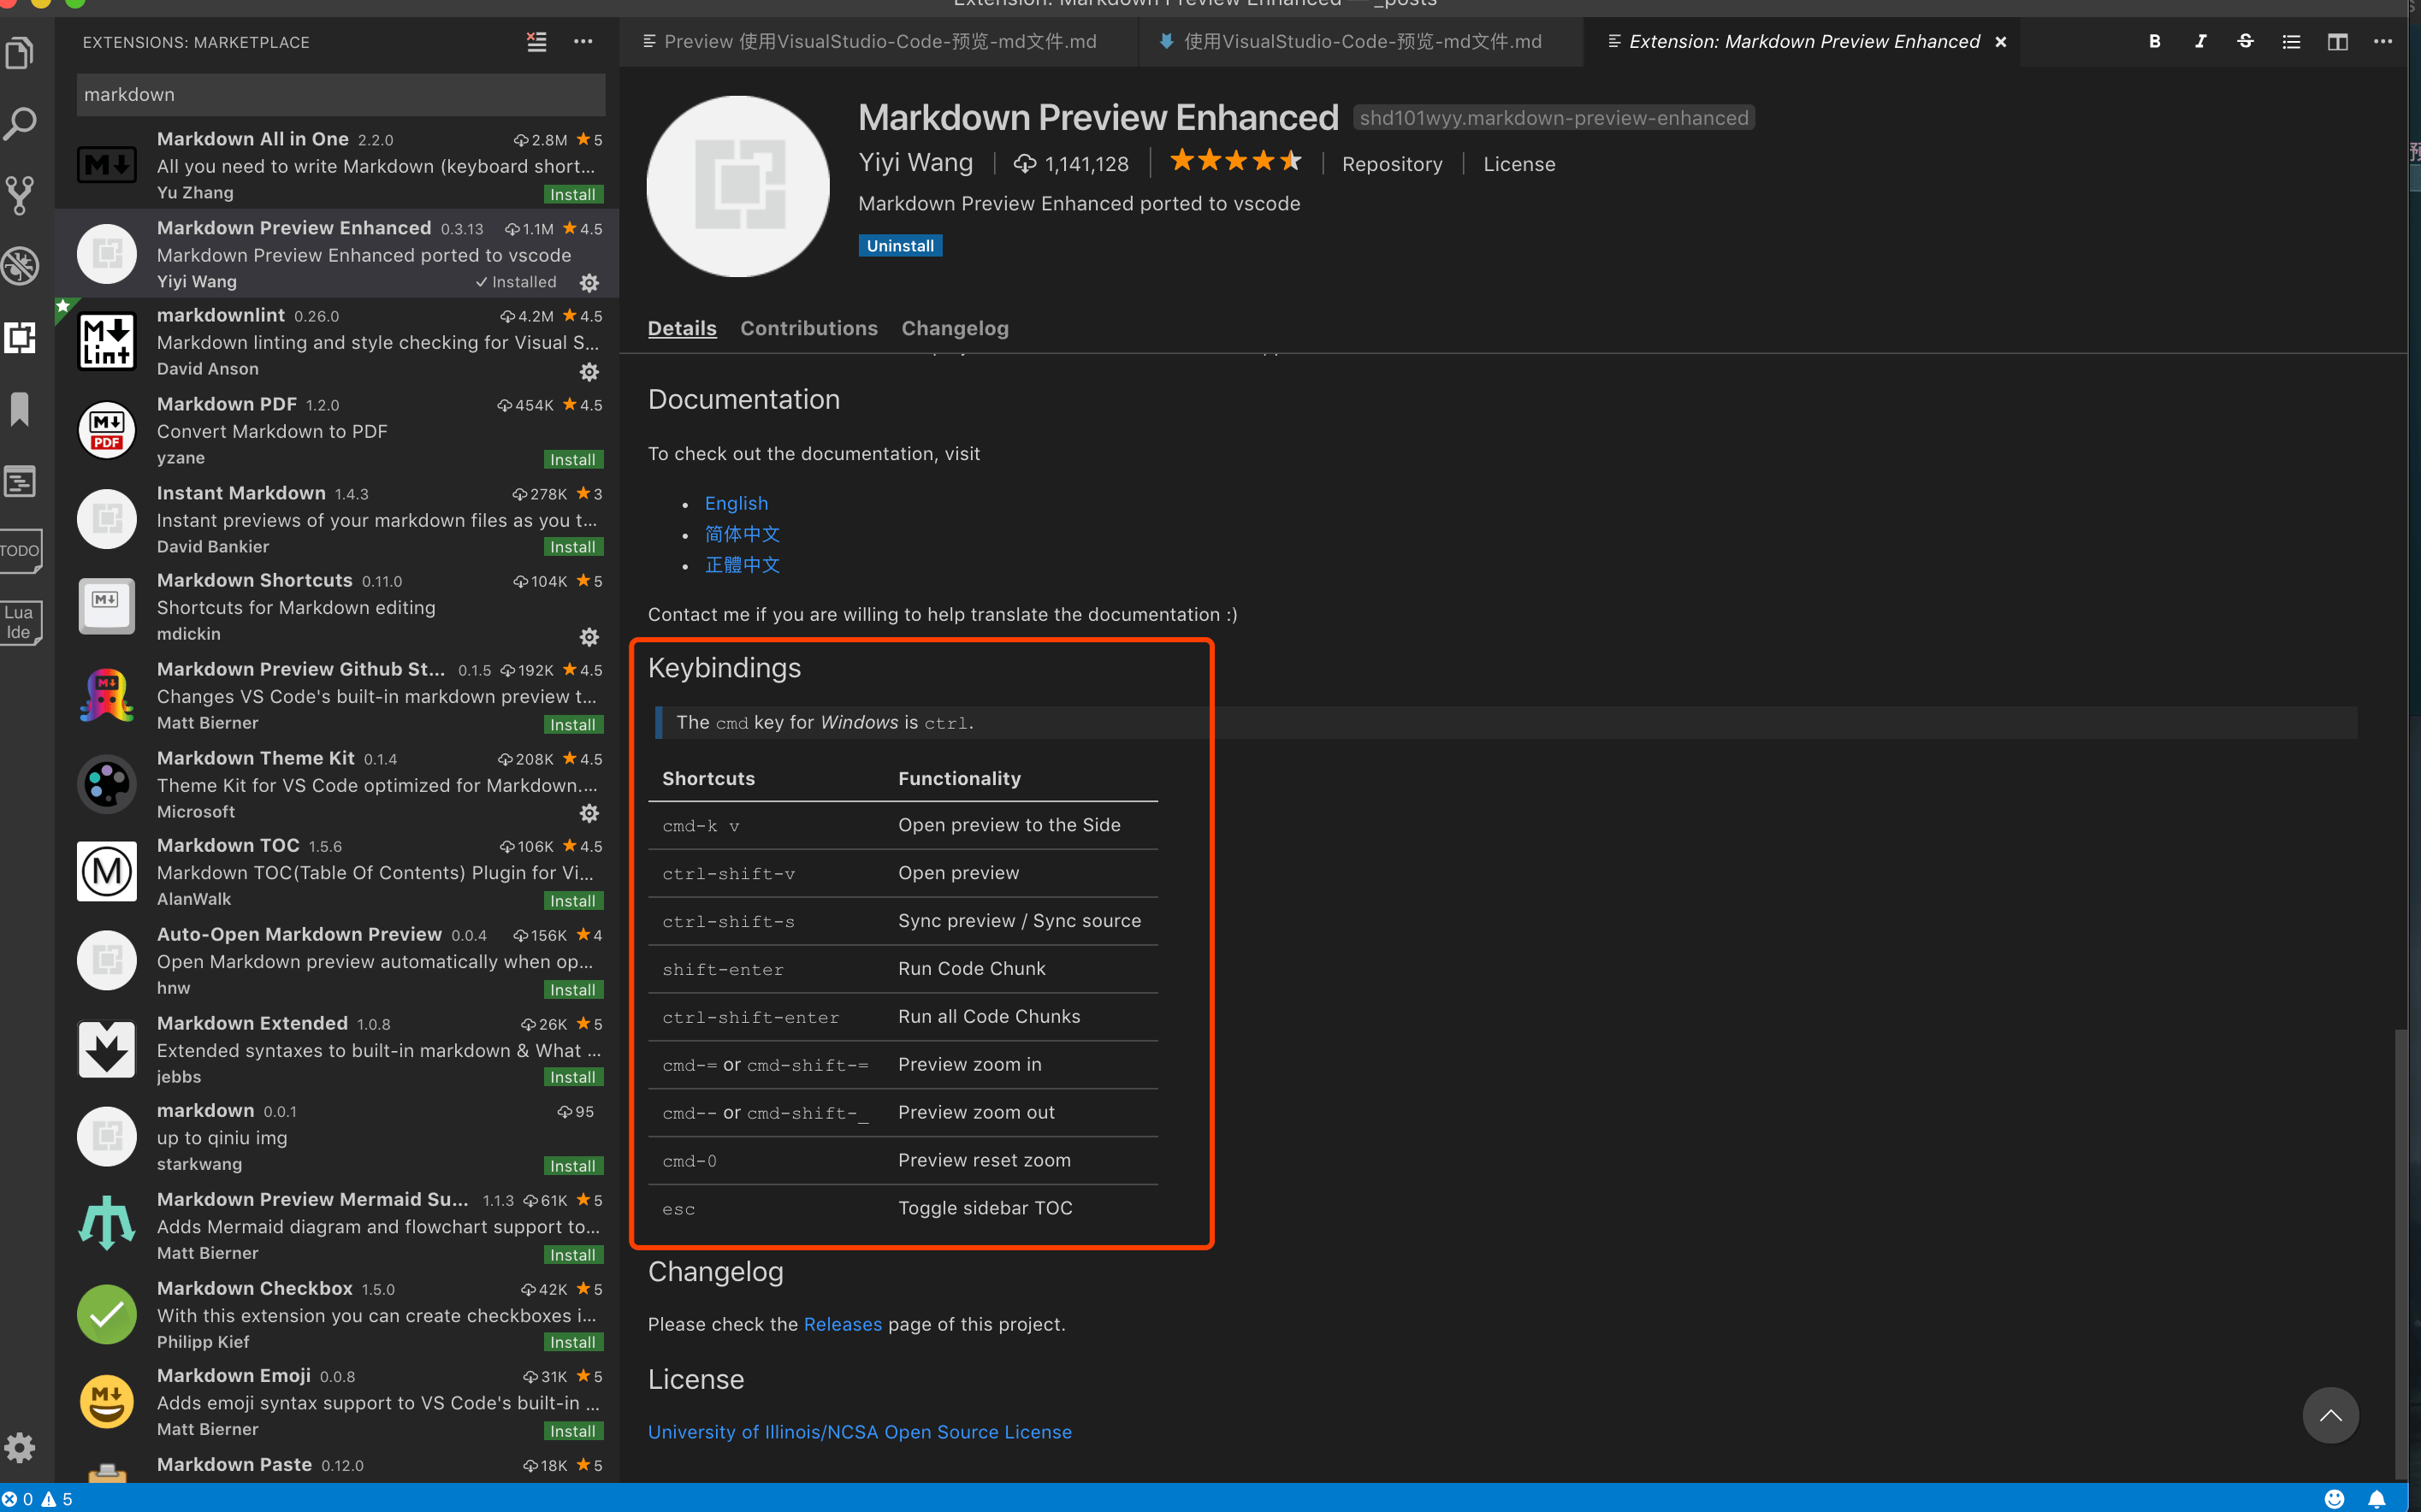 Extension: Markdown Preview Enhanced — _posts
EXTENSIONS: MARKETPLACE
markdown
Markdown All in One 2.2.0 2.8M 5
All you need to write Markdown (keyboard short...
Yu Zhang Install
Markdown Preview Enhanced 0.3.13 1.1M 4.5
Markdown Preview Enhanced ported to vscode
Yiyi Wang ✓ Installed
markdownlint 0.26.0 4.2M 4.5
Markdown linting and style checking for Visual S...
David Anson
Markdown PDF 1.2.0 454K 4.5
Convert Markdown to PDF
yzane Install
Instant Markdown 1.4.3 278K 3
Instant previews of your markdown files as you t...
David Bankier Install
Markdown Shortcuts 0.11.0 104K 5
Shortcuts for Markdown editing
mdickin
Markdown Preview Github St... 0.1.5 192K 4.5
Changes VS Code's built-in markdown preview t...
Matt Bierner Install
Markdown Theme Kit 0.1.4 208K 4.5
Theme Kit for VS Code optimized for Markdown....
Microsoft
Markdown TOC 1.5.6 106K 4.5
Markdown TOC(Table Of Contents) Plugin for Vi...
AlanWalk Install
Auto-Open Markdown Preview 0.0.4 156K 4
Open Markdown preview automatically when op...
hnw Install
Markdown Extended 1.0.8 26K 5
Extended syntaxes to built-in markdown & What ...
jebbs Install
markdown 0.0.1 95
up to qiniu img
starkwang Install
Markdown Preview Mermaid Su... 1.1.3 61K 5
Adds Mermaid diagram and flowchart support to...
Matt Bierner Install
Markdown Checkbox 1.5.0 42K 5
With this extension you can create checkboxes i...
Philipp Kief Install
Markdown Emoji 0.0.8 31K 5
Adds emoji syntax support to VS Code's built-in ...
Matt Bierner Install
Markdown Paste 0.12.0 18K 5
TODO
Lua
Ide
M↓
M↓
Lint
M↓
PDF
M↓
M↓
M
M↓
Preview 使用VisualStudio-Code-预览-md文件.md
使用VisualStudio-Code-预览-md文件.md
Extension: Markdown Preview Enhanced ×
B I S
Markdown Preview Enhanced shd101wyy.markdown-preview-enhanced
Yiyi Wang | 1,141,128 | Repository | License
Markdown Preview Enhanced ported to vscode
Uninstall
Details Contributions Changelog
Documentation
To check out the documentation, visit
• English
• 简体中文
• 正體中文
Contact me if you are willing to help translate the documentation :)
Keybindings
The cmd key for Windows is ctrl.
Shortcuts Functionality
cmd-k v Open preview to the Side
ctrl-shift-v Open preview
ctrl-shift-s Sync preview / Sync source
shift-enter Run Code Chunk
ctrl-shift-enter Run all Code Chunks
cmd-= or cmd-shift-= Preview zoom in
cmd-- or cmd-shift-_ Preview zoom out
cmd-0 Preview reset zoom
esc Toggle sidebar TOC
Changelog
Please check the Releases page of this project.
License
University of Illinois/NCSA Open Source License
0 5